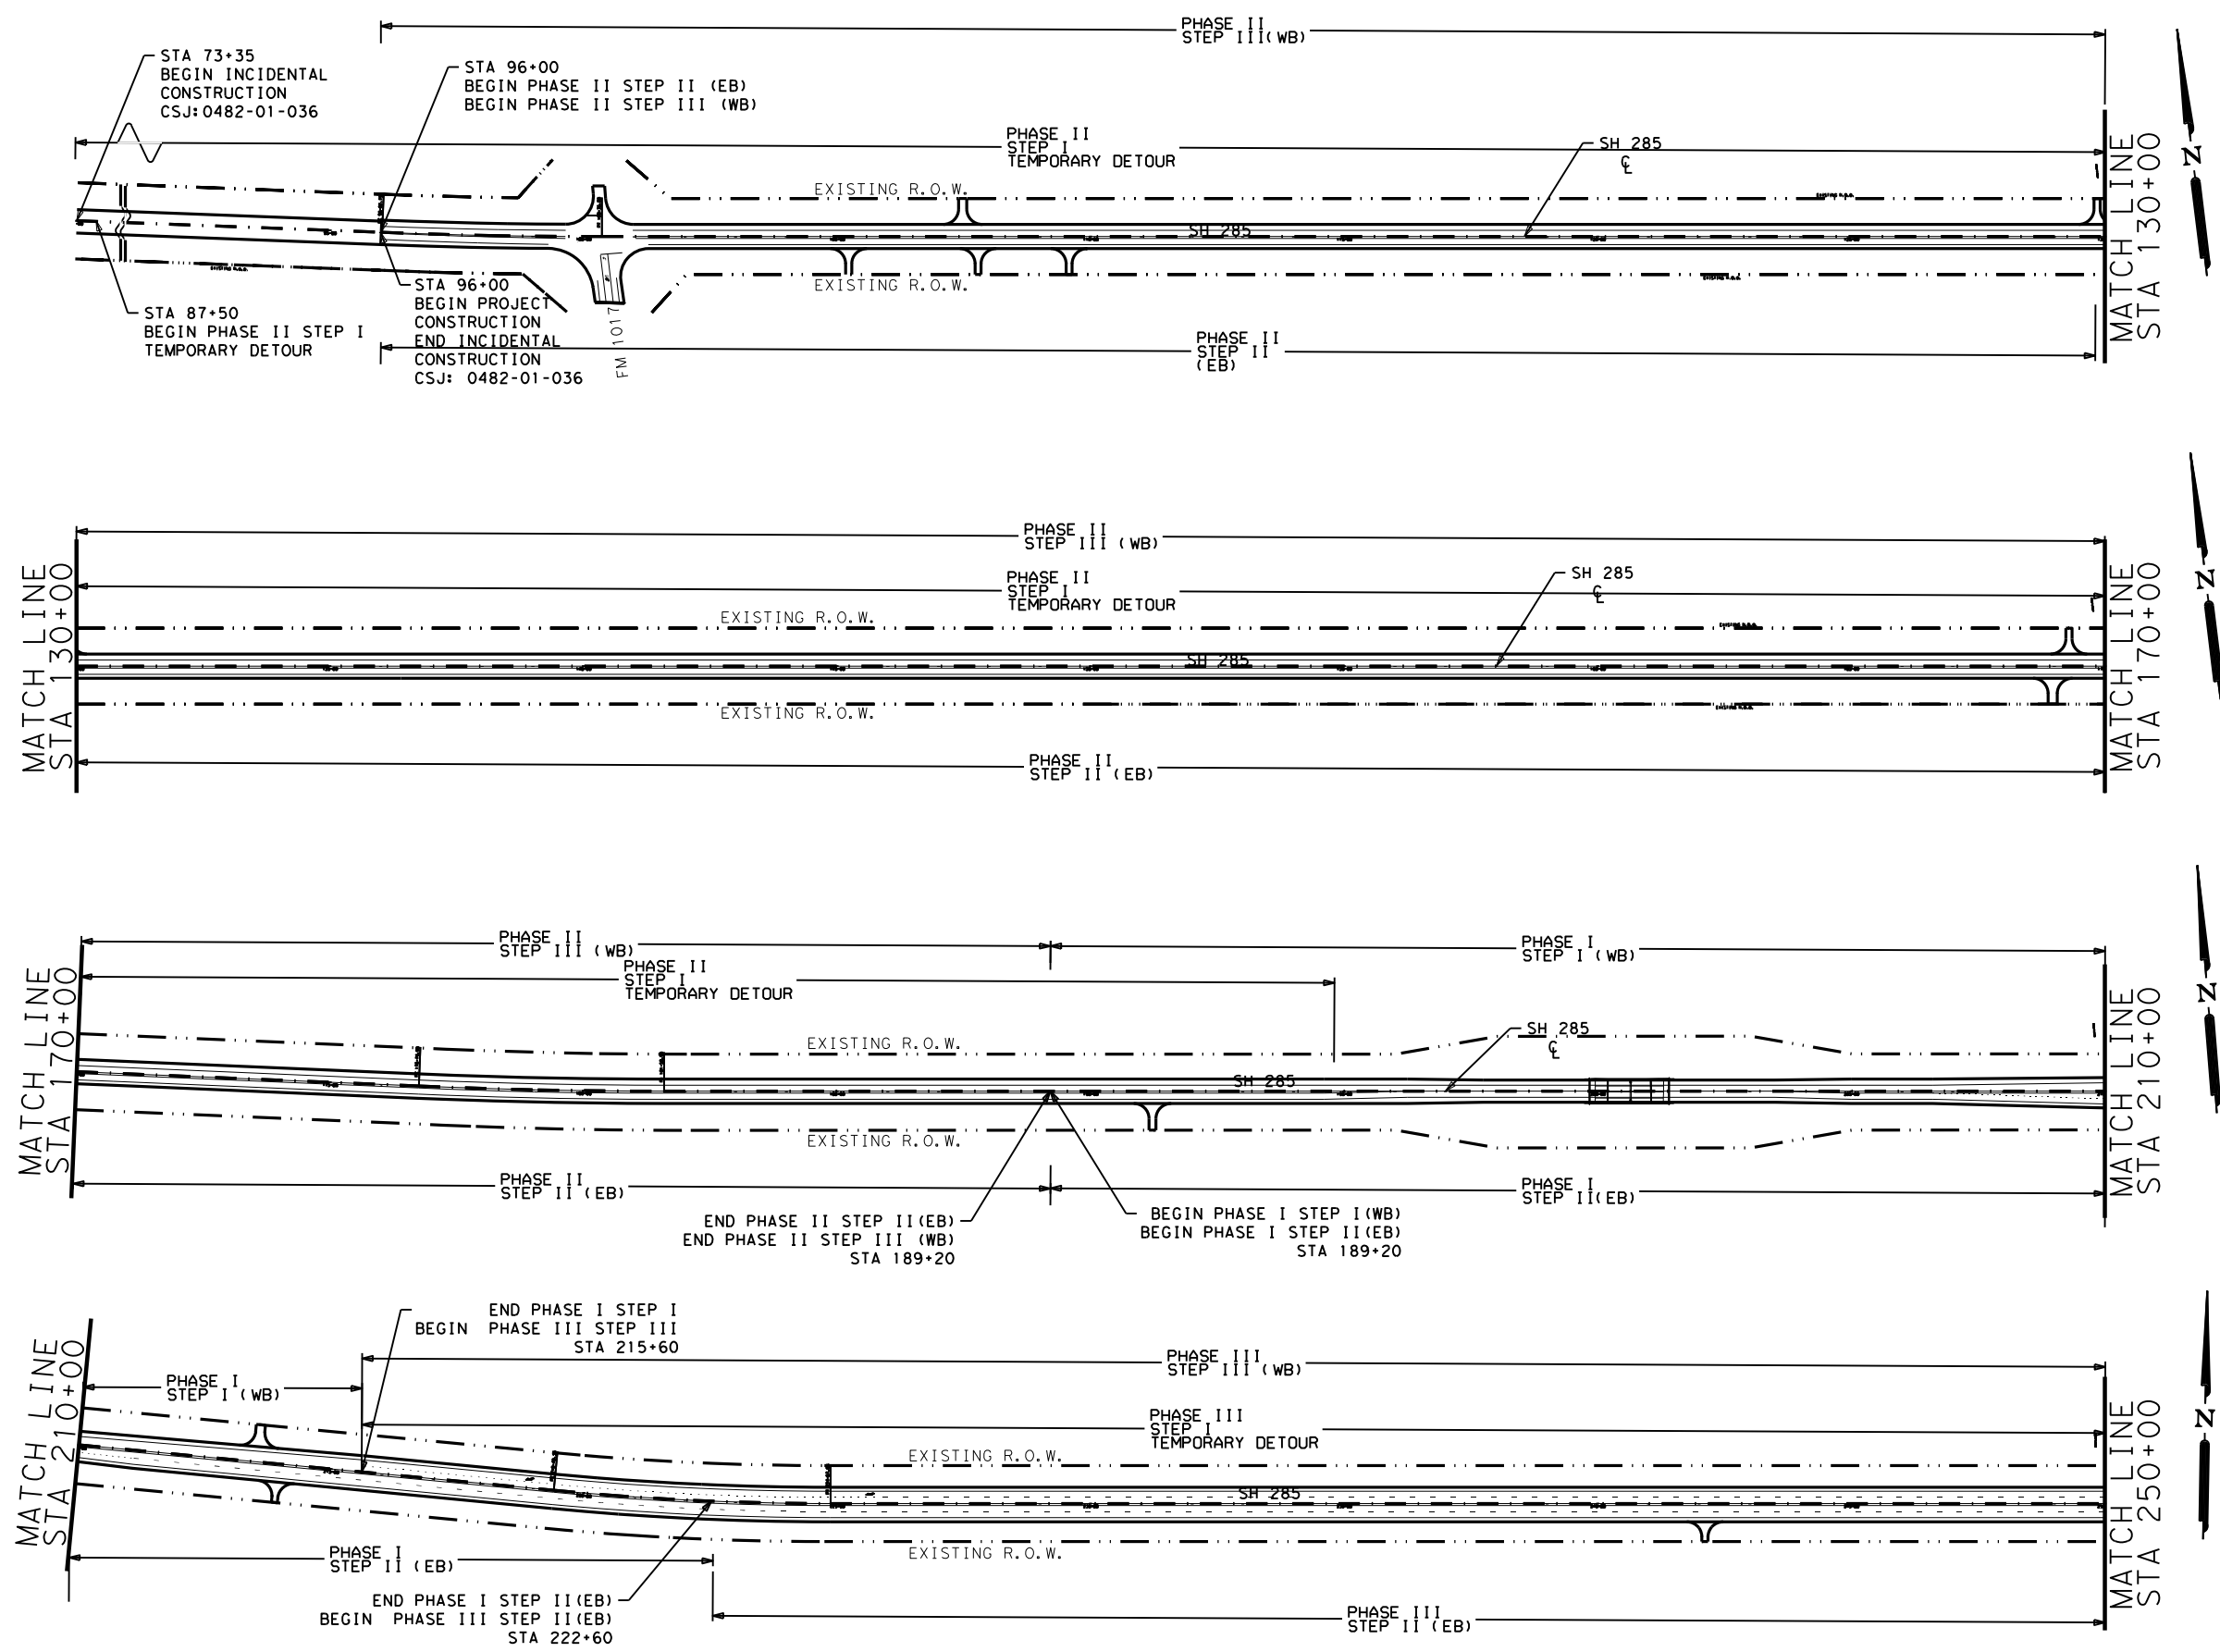 PHASE II
STEP III(WB)
STA 73+35
BEGIN INCIDENTAL
CONSTRUCTION
CSJ:0482-01-036
STA 96+00
BEGIN PHASE II STEP II (EB)
BEGIN PHASE II STEP III (WB)
PHASE II
STEP I
TEMPORARY DETOUR
SH 285
℄
EXISTING R.O.W.
SH 285
EXISTING R.O.W.
STA 87+50
BEGIN PHASE II STEP I
TEMPORARY DETOUR
STA 96+00
BEGIN PROJECT
CONSTRUCTION
END INCIDENTAL
CONSTRUCTION
CSJ: 0482-01-036
FM 1017
PHASE II
STEP II
(EB)
MATCH LINE
STA 130+00
N
PHASE II
STEP III (WB)
PHASE II
STEP I
TEMPORARY DETOUR
SH 285
℄
EXISTING R.O.W.
SH 285
EXISTING R.O.W.
MATCH LINE
STA 130+00
PHASE II
STEP II (EB)
MATCH LINE
STA 170+00
N
PHASE II
STEP III (WB)
PHASE I
STEP I (WB)
PHASE II
STEP I
TEMPORARY DETOUR
SH 285
℄
EXISTING R.O.W.
SH 285
EXISTING R.O.W.
MATCH LINE
STA 170+00
PHASE II
STEP II (EB)
PHASE I
STEP II(EB)
END PHASE II STEP II(EB)
END PHASE II STEP III (WB)
STA 189+20
BEGIN PHASE I STEP I(WB)
BEGIN PHASE I STEP II(EB)
STA 189+20
MATCH LINE
STA 210+00
N
END PHASE I STEP I
BEGIN PHASE III STEP III
STA 215+60
PHASE III
STEP III (WB)
PHASE I
STEP I (WB)
PHASE III
STEP I
TEMPORARY DETOUR
EXISTING R.O.W.
SH 285
EXISTING R.O.W.
MATCH LINE
STA 210+00
PHASE I
STEP II (EB)
END PHASE I STEP II(EB)
BEGIN PHASE III STEP II(EB)
STA 222+60
PHASE III
STEP II (EB)
MATCH LINE
STA 250+00
N